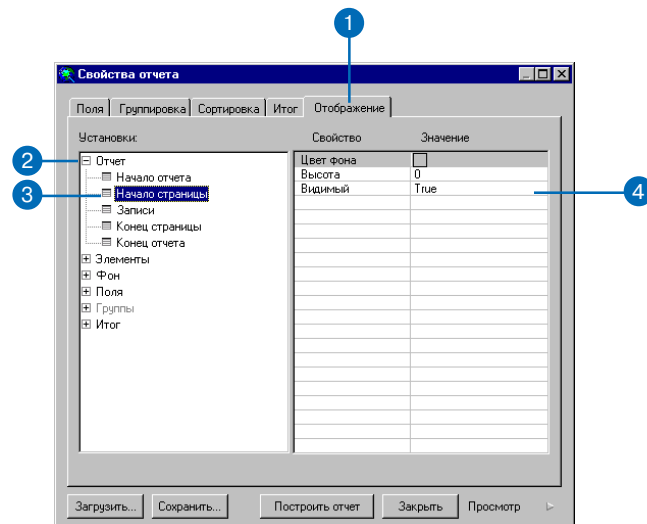 1
Свойства отчета
Поля Группировка Сортировка Итог Отображение
Установки: Свойство Значение
2 Отчет Цвет фона
Начало отчета Высота 0
3 Начало страницы Видимый True 4
Записи
Конец страницы
Конец отчета
Элементы
Фон
Поля
Группы
Итог
Загрузить... Сохранить... Построить отчет Закрыть Просмотр